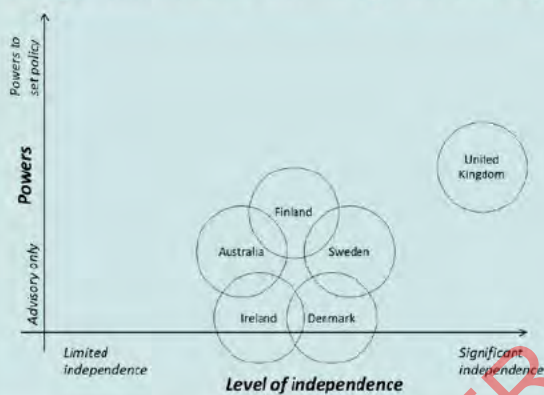 Powers to
set policy
Powers
Advisory only
United
Kingdom
Finland
Australia
Sweden
Ireland
Denmark
Limited
independence
Significant
independence
Level of independence